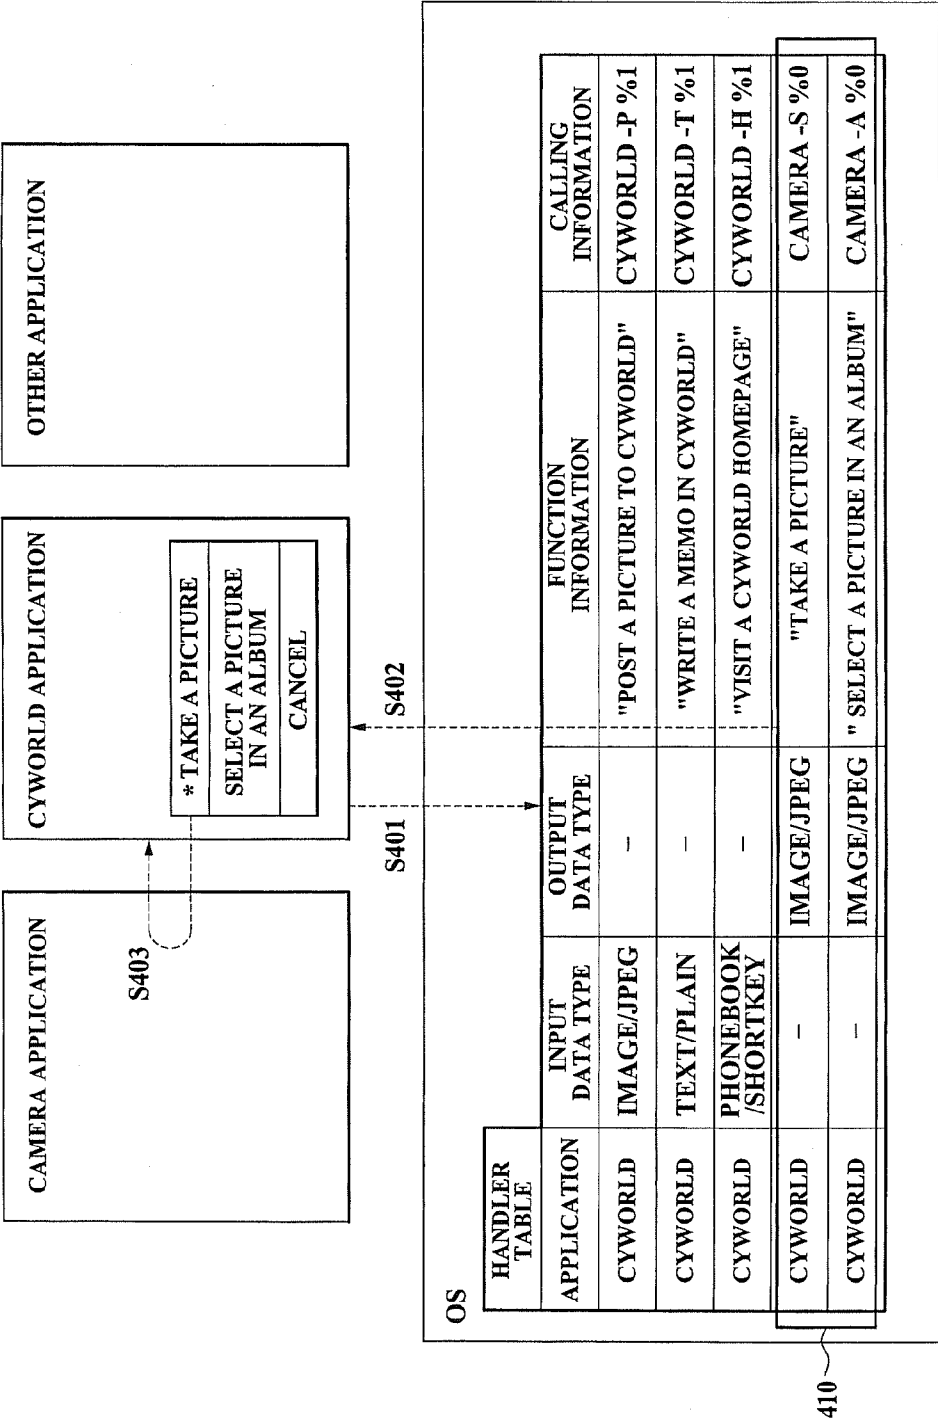 CAMERA APPLICATION
CYWORLD APPLICATION
OTHER APPLICATION
* TAKE A PICTURE
SELECT A PICTURE
IN AN ALBUM
CANCEL
S403
S401
S402
OS
HANDLER
TABLE
APPLICATION
INPUT
DATA TYPE
OUTPUT
DATA TYPE
FUNCTION
INFORMATION
CALLING
INFORMATION
CYWORLD
IMAGE/JPEG
–
"POST A PICTURE TO CYWORLD"
CYWORLD -P %1
CYWORLD
TEXT/PLAIN
–
"WRITE A MEMO IN CYWORLD"
CYWORLD -T %1
CYWORLD
PHONEBOOK
/SHORTKEY
–
"VISIT A CYWORLD HOMEPAGE"
CYWORLD -H %1
CYWORLD
–
IMAGE/JPEG
"TAKE A PICTURE"
CAMERA -S %0
CYWORLD
–
IMAGE/JPEG
" SELECT A PICTURE IN AN ALBUM"
CAMERA -A %0
410